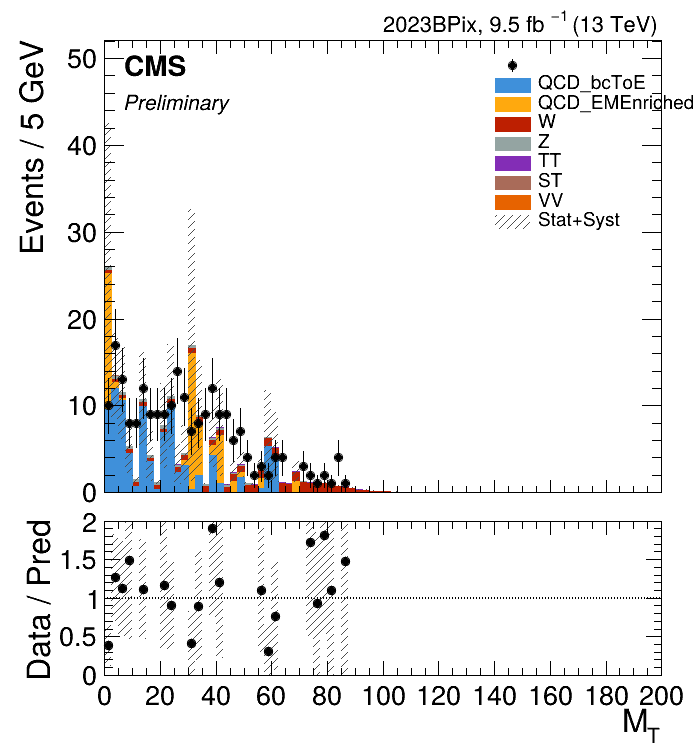 2023BPix, 9.5 fb⁻¹ (13 TeV)
Events / 5 GeV
CMS
Preliminary
QCD_bcToE
QCD_EMEnriched
W
Z
TT
ST
VV
Stat+Syst
50
40
30
20
10
0
Data / Pred
2
1.5
1
0.5
0
0 20 40 60 80 100 120 140 160 180 200
M_T